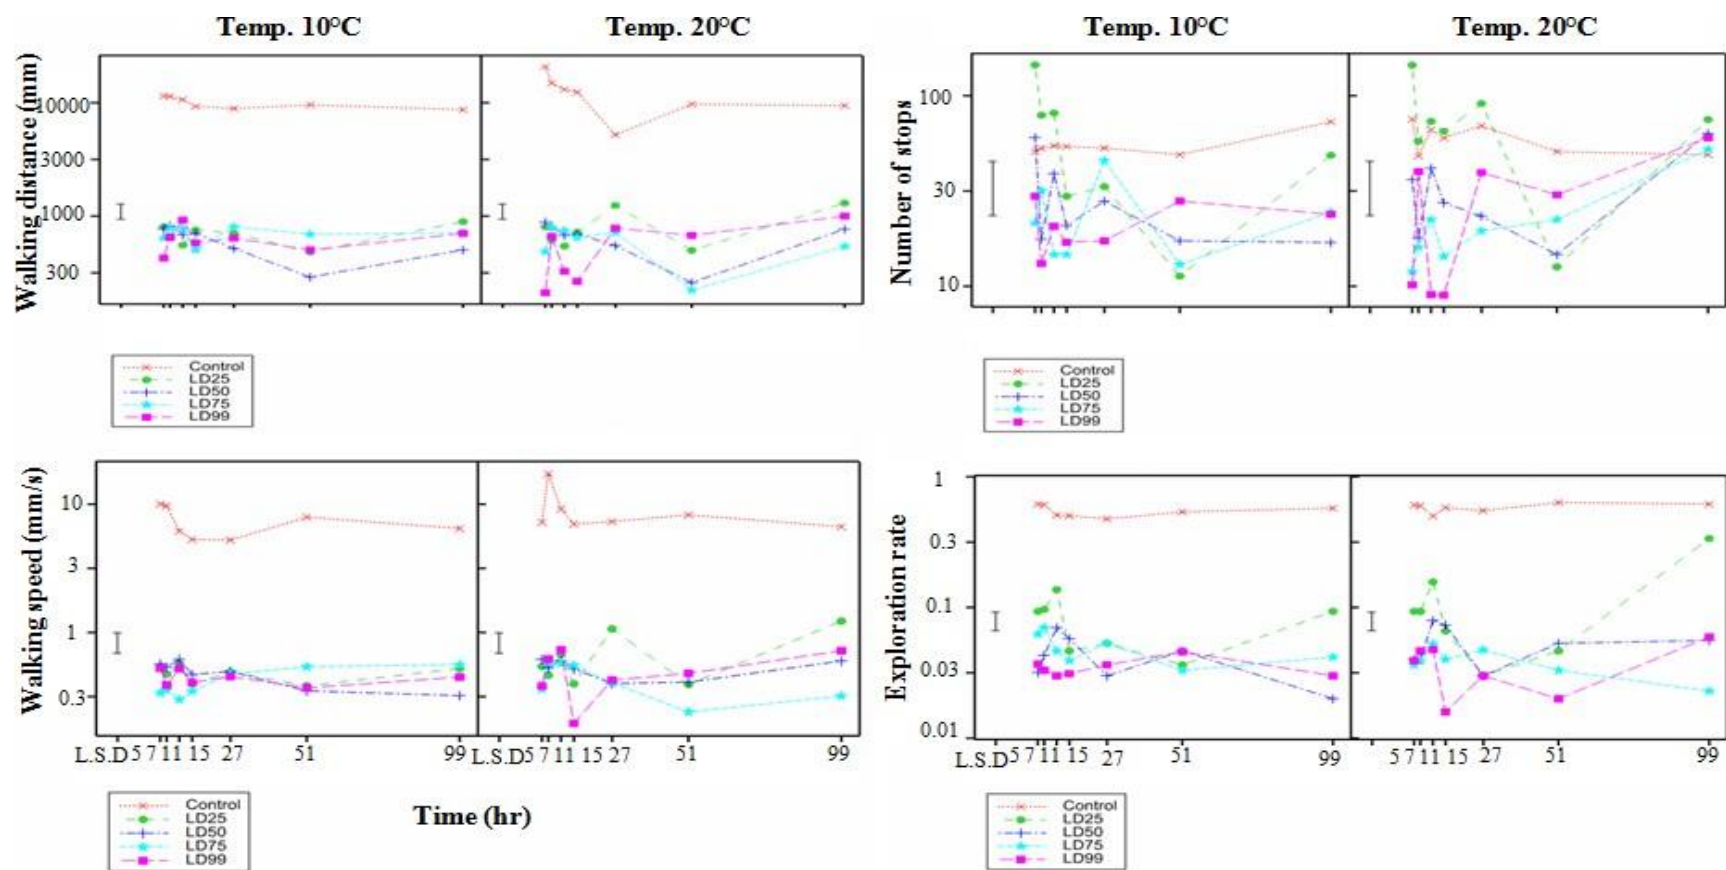 Temp. 10°C
Temp. 20°C
Walking distance (mm)
10000
3000
1000
300
Control
LD25
LD50
LD75
LD99
Temp. 10°C
Temp. 20°C
Number of stops
100
30
10
Control
LD25
LD50
LD75
LD99
Walking speed (mm/s)
10
3
1
0.3
L.S.D 5 7 11 15 27 51 99
5 7 11 15 27 51 99
Control
LD25
LD50
LD75
LD99
Time (hr)
Exploration rate
1
0.3
0.1
0.03
0.01
L.S.D 5 7 11 15 27 51 99
5 7 11 15 27 51 99
Control
LD25
LD50
LD75
LD99